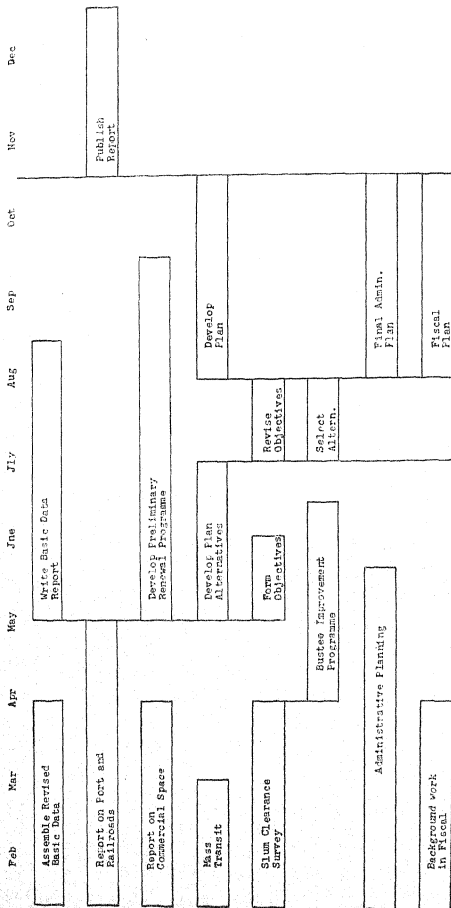 Feb Mar Apr May Jne Jly Aug Sep Oct Nov Dec
Assemble Revised
Basic Data
Write Basic Data
Report
Report on Port and
Railroads
Publish
Report
Report on
Commercial Space
Develop Preliminary
Renewal Programme
Mass
Transit
Develop Plan
Alternatives
Develop
Plan
Slum Clearance
Survey
Form
Objectives
Revise
Objectives
Bustee Improvement
Programme
Select
Altern.
Administrative Planning
Final Admin.
Plan
Background work
in Fiscal
Fiscal
Plan